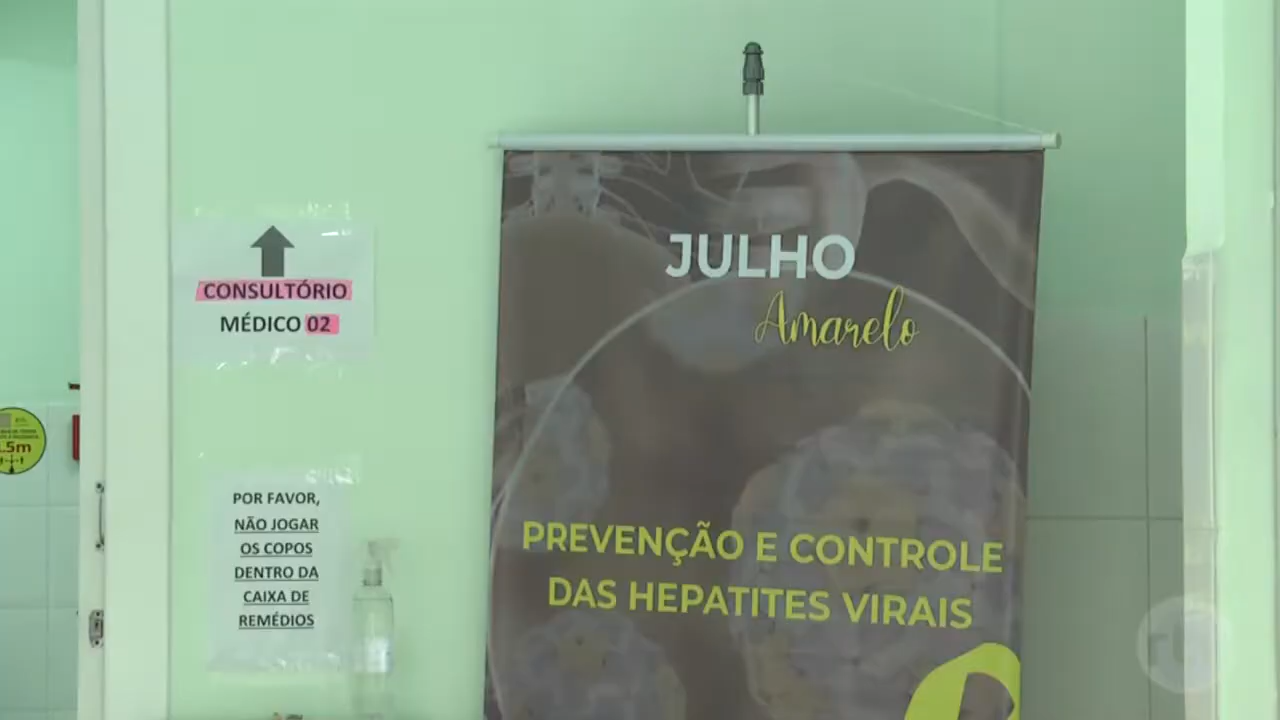 CONSULTÓRIO
MÉDICO 02
POR FAVOR,
NÃO JOGAR
OS COPOS
DENTRO DA
CAIXA DE
REMÉDIOS
JULHO
Amarelo
PREVENÇÃO E CONTROLE
DAS HEPATITES VIRAIS
.5m